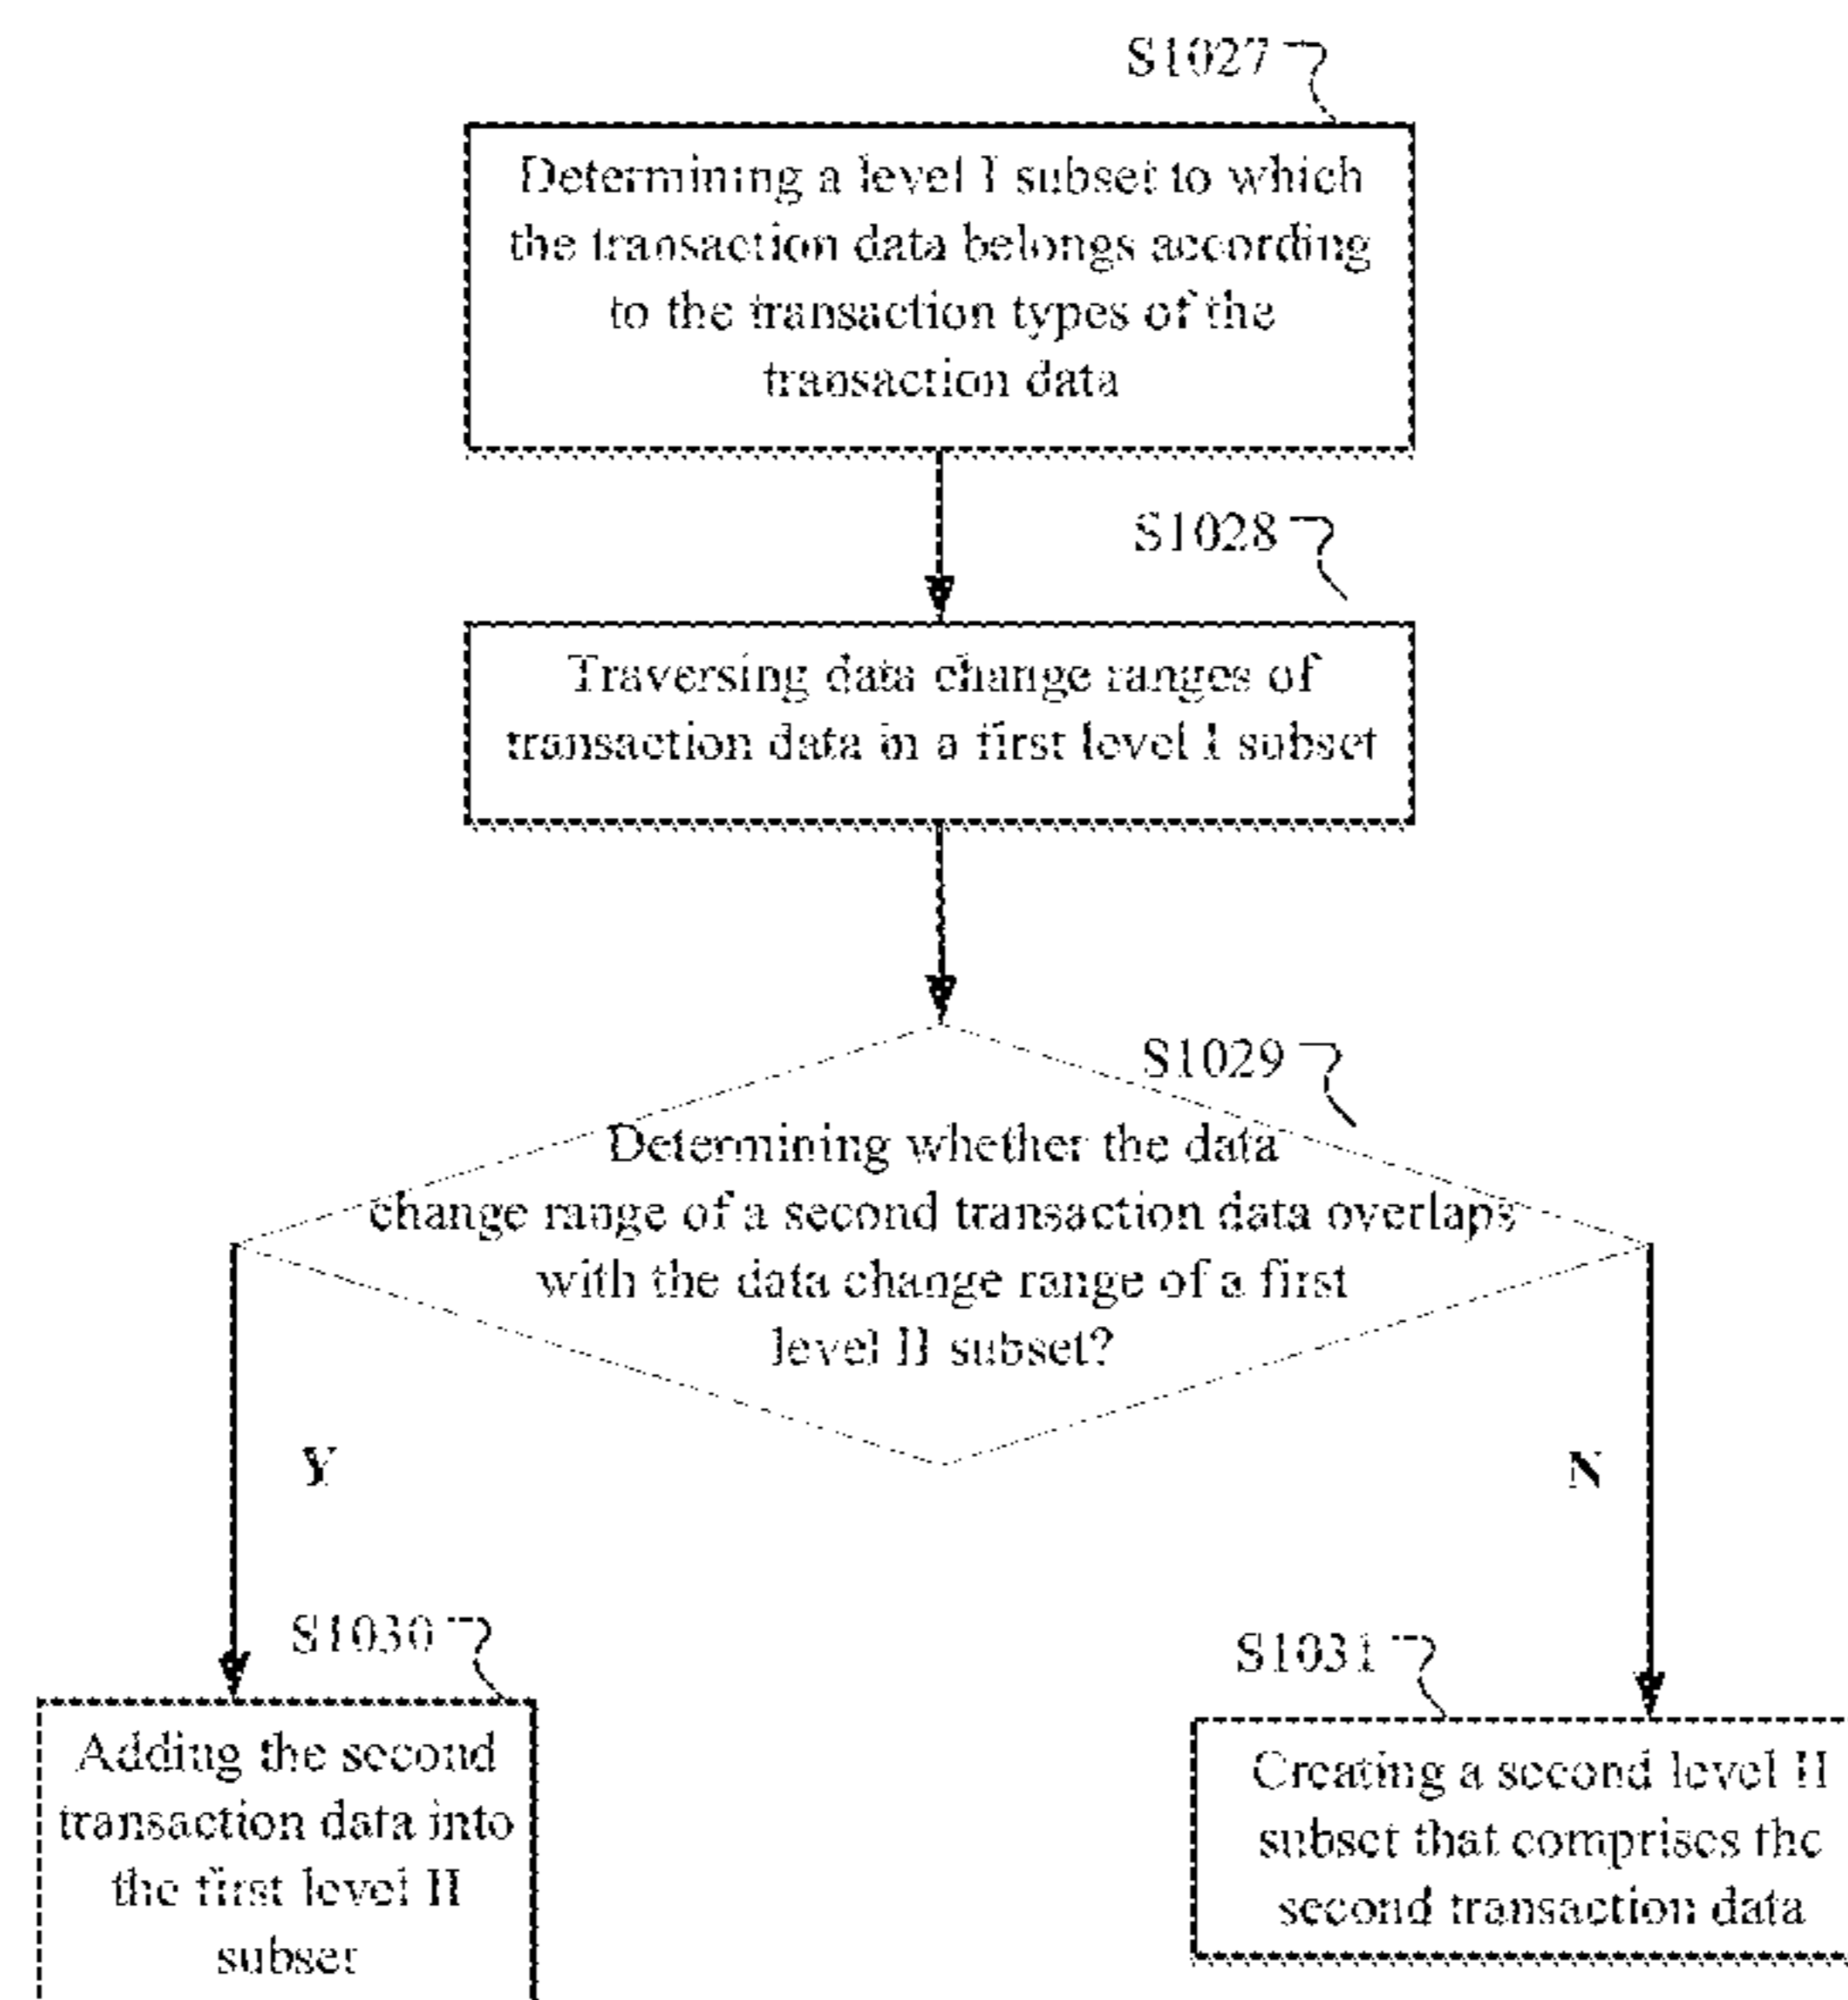 S1027
Determining a level I subset to which
the transaction data belongs according
to the transaction types of the
transaction data
S1028
Traversing data change ranges of
transaction data in a first level I subset
S1029
Determining whether the data
change range of a second transaction data overlaps
with the data change range of a first
level II subset?
Y
N
S1030
S1031
Adding the second
transaction data into
the first level II
subset
Creating a second level II
subset that comprises the
second transaction data